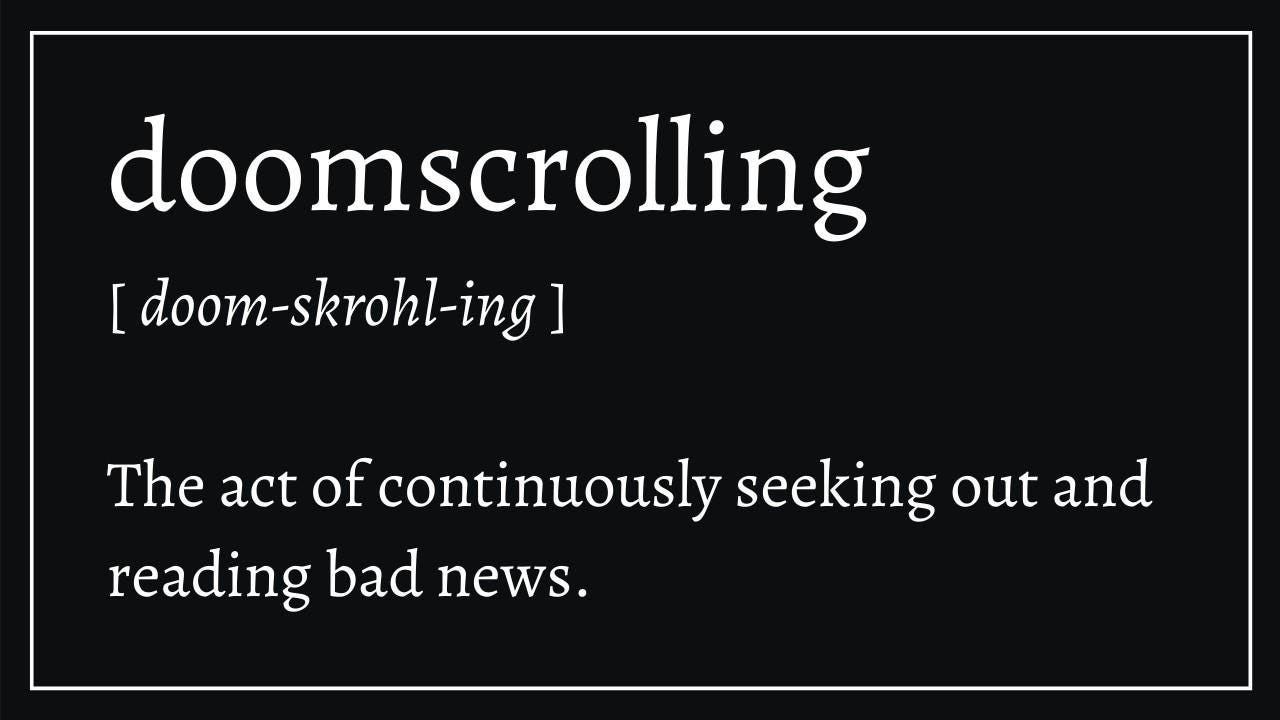 doomscrolling
[ doom-skrohl-ing ]
The act of continuously seeking out and
reading bad news.